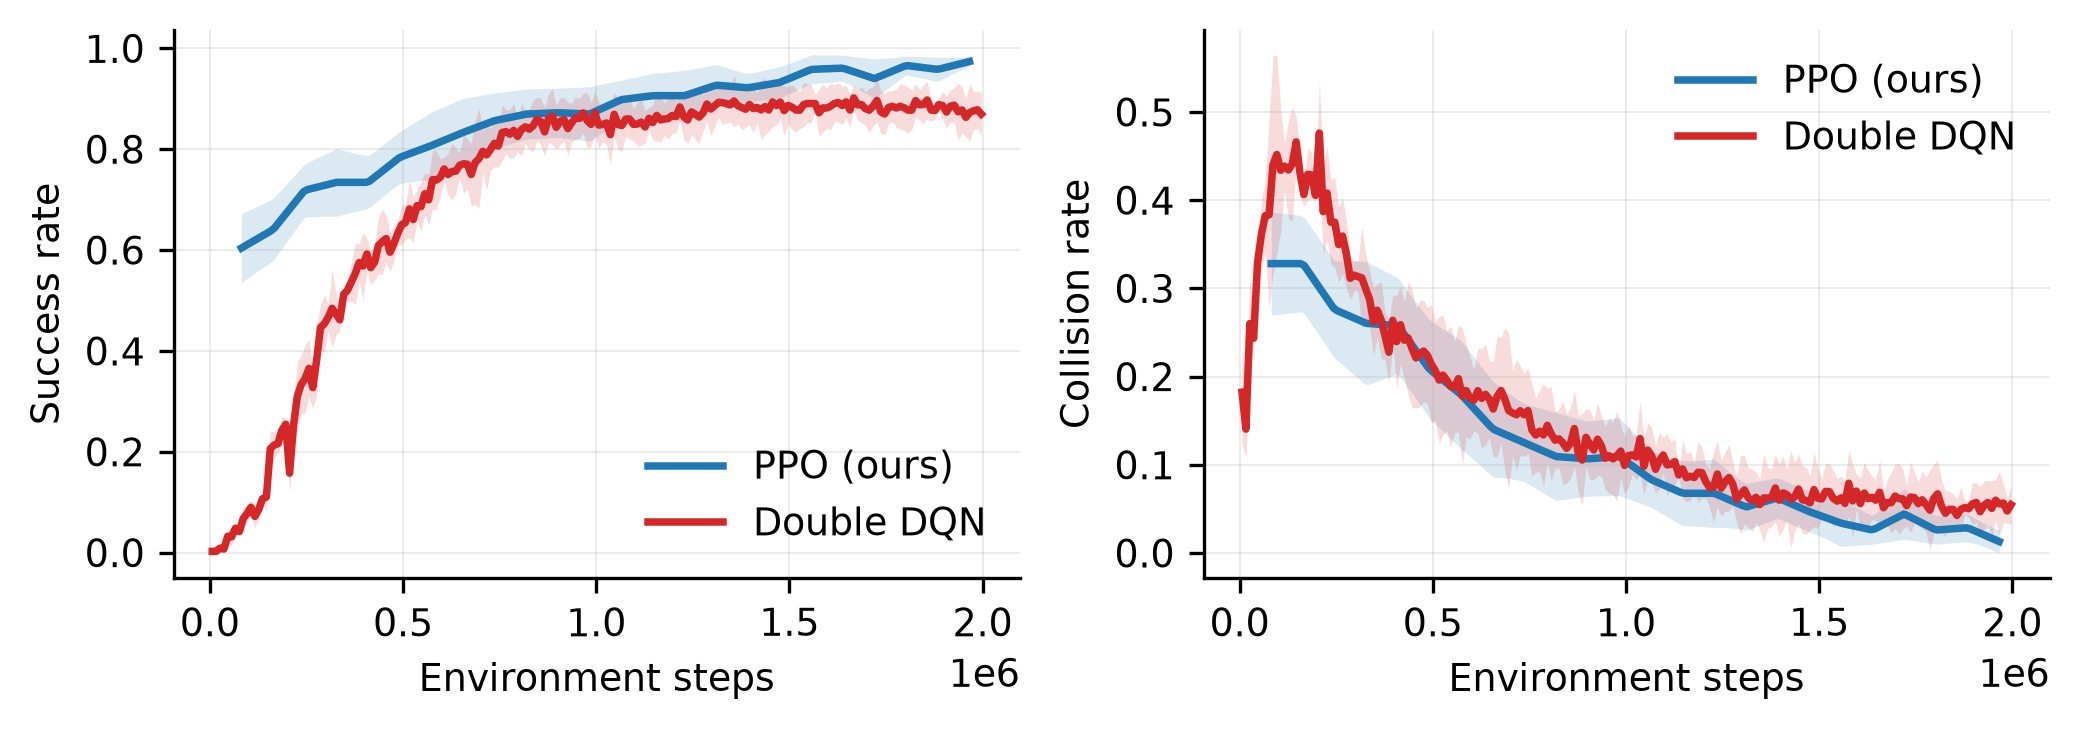 1.0
0.8
0.6
0.4
0.2
0.0
Success rate
PPO (ours)
Double DQN
0.0 0.5 1.0 1.5 2.0
1e6
Environment steps
0.5
0.4
0.3
0.2
0.1
0.0
Collision rate
PPO (ours)
Double DQN
0.0 0.5 1.0 1.5 2.0
1e6
Environment steps